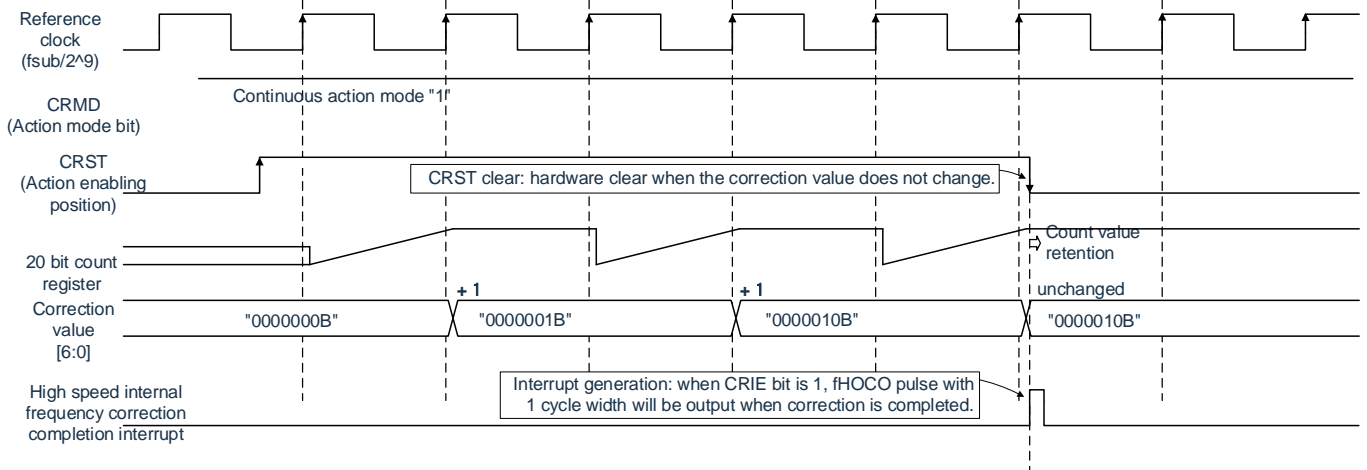 Reference
clock
(fsub/2^9)
Continuous action mode "1"
CRMD
(Action mode bit)
CRST
(Action enabling
position)
CRST clear: hardware clear when the correction value does not change.
Count value
retention
20 bit count
register
+ 1
+ 1
unchanged
Correction
value
[6:0]
"0000000B"
"0000001B"
"0000010B"
"0000010B"
Interrupt generation: when CRIE bit is 1, fHOCO pulse with
1 cycle width will be output when correction is completed.
High speed internal
frequency correction
completion interrupt